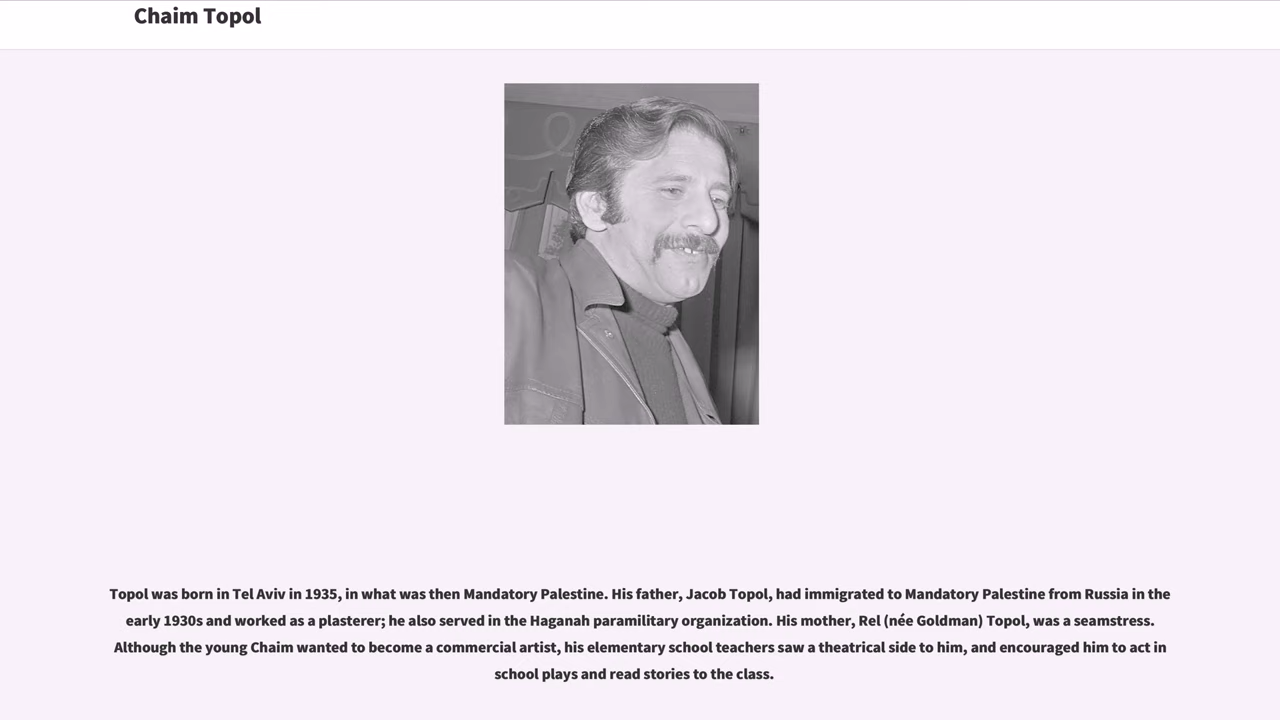 Chaim Topol
Topol was born in Tel Aviv in 1935, in what was then Mandatory Palestine. His father, Jacob Topol, had immigrated to Mandatory Palestine from Russia in the
early 1930s and worked as a plasterer; he also served in the Haganah paramilitary organization. His mother, Rel (née Goldman) Topol, was a seamstress.
Although the young Chaim wanted to become a commercial artist, his elementary school teachers saw a theatrical side to him, and encouraged him to act in
school plays and read stories to the class.